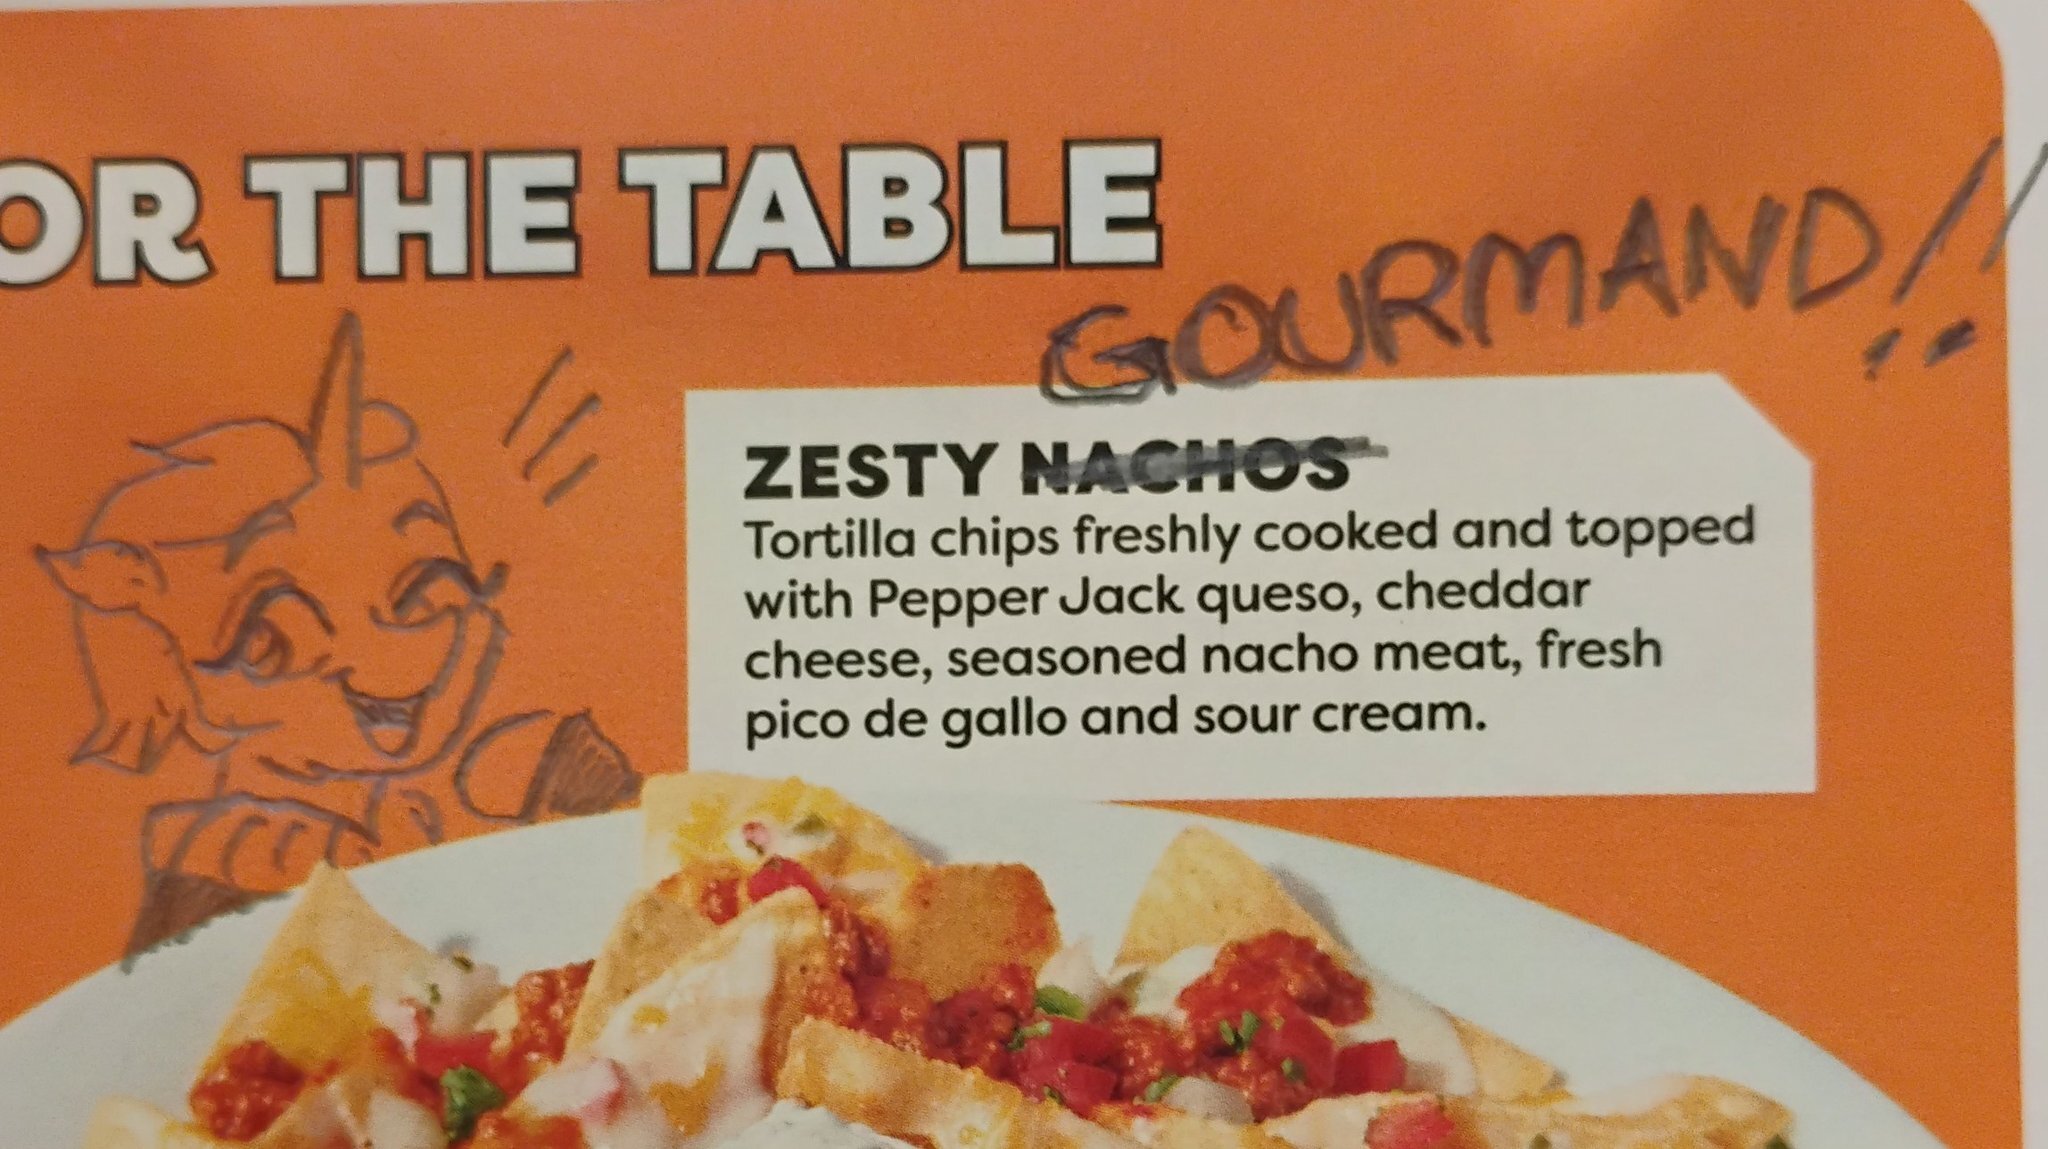 OR THE TABLE
GOURMAND!!
ZESTY NACHOS
Tortilla chips freshly cooked and topped
with Pepper Jack queso, cheddar
cheese, seasoned nacho meat, fresh
pico de gallo and sour cream.